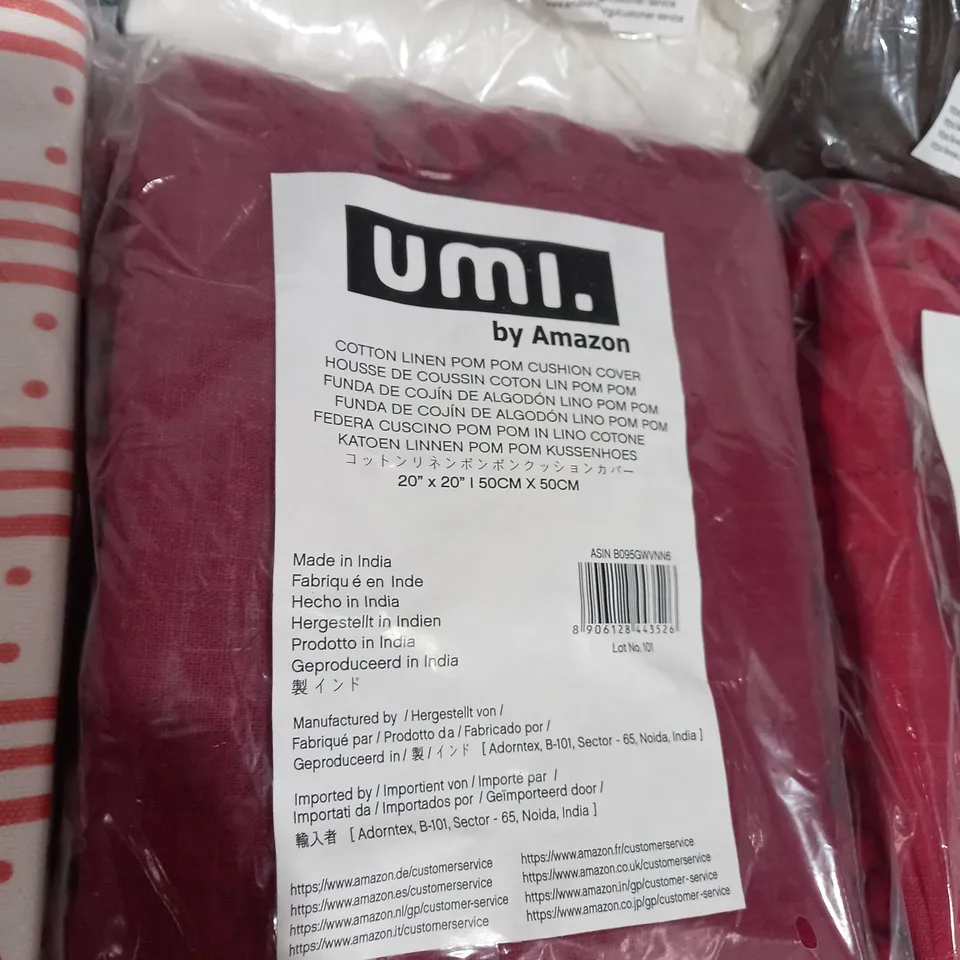 umi.
by Amazon
COTTON LINEN POM POM CUSHION COVER
HOUSSE DE COUSSIN COTON LIN POM POM
FUNDA DE COJÍN DE ALGODÓN LINO POM POM
FUNDA DE COJÍN DE ALGODÓN LINO POM POM
FEDERA CUSCINO POM POM IN LINO COTONE
KATOEN LINNEN POM POM KUSSENHOES
コットンリネンポンポンクッションカバー
20" x 20" | 50CM X 50CM
Made in India
Fabriqu é en Inde
Hecho in India
Hergestellt in Indien
Prodotto in India
Geproduceerd in India
製 インド
ASIN B095GWVNN6
8 906128 443526
Lot No. 101
Manufactured by / Hergestellt von /
Fabriqué par / Prodotto da / Fabricado por /
Geproduceerd in / 製 / インド [ Adorntex, B-101, Sector - 65, Noida, India ]
Imported by / Importient von / Importé par /
Importati da / Importados por / Geïmporteerd door /
輸入者 [ Adorntex, B-101, Sector - 65, Noida, India ]
https://www.amazon.de/customerservice
https://www.amazon.es/customerservice
https://www.amazon.nl/gp/customer-service
https://www.amazon.it/customerservice
https://www.amazon.fr/customerservice
https://www.amazon.co.uk/customerservice
https://www.amazon.in/gp/customer-service
https://www.amazon.co.jp/gp/customer-service